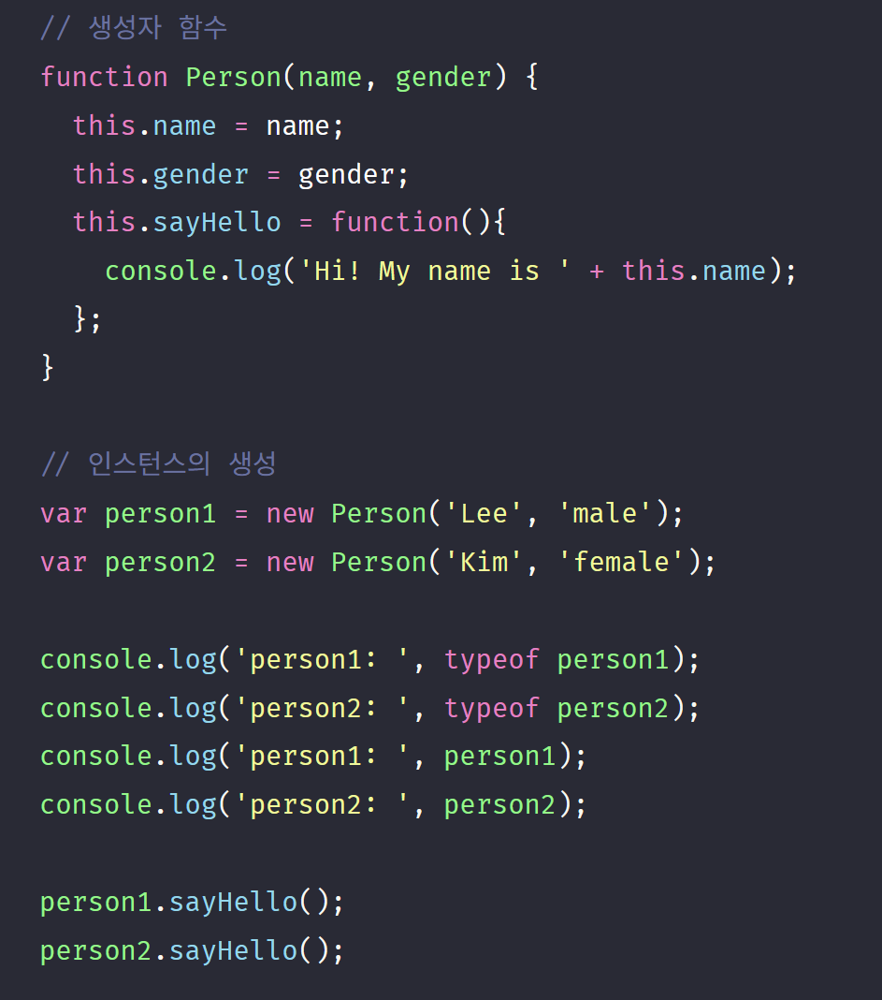 // 생성자 함수
function Person(name, gender) {
  this.name = name;
  this.gender = gender;
  this.sayHello = function(){
    console.log('Hi! My name is ' + this.name);
  };
}

// 인스턴스의 생성
var person1 = new Person('Lee', 'male');
var person2 = new Person('Kim', 'female');

console.log('person1: ', typeof person1);
console.log('person2: ', typeof person2);
console.log('person1: ', person1);
console.log('person2: ', person2);

person1.sayHello();
person2.sayHello();